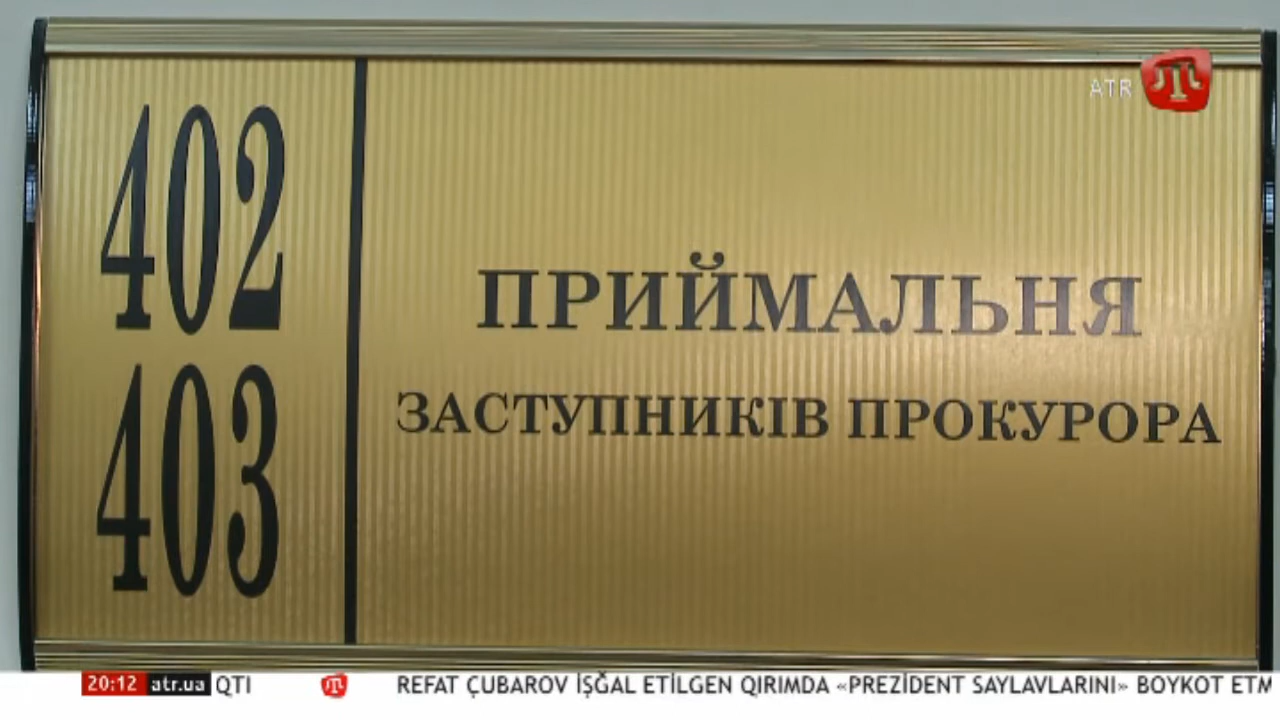 402
403
ПРИЙМАЛЬНЯ
ЗАСТУПНИКІВ ПРОКУРОРА
ATR
20:12 atr.ua QTI REFAT ÇUBAROV İŞĞAL ETİLGEN QIRIMDA «PREZİDENT SAYLAVLARINI» BOYKOT ETM